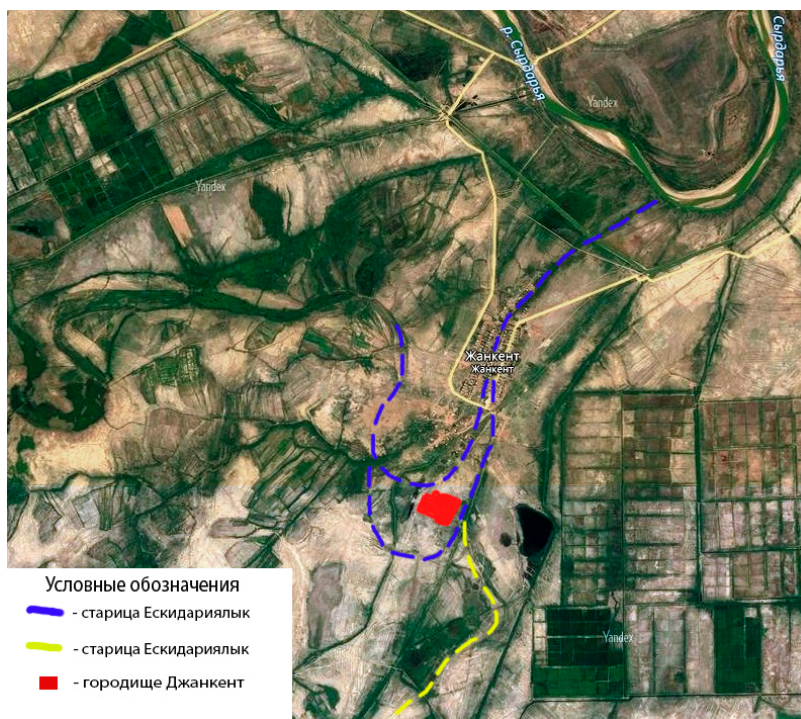 р. Сырдарья
Сырдарья
Yandex
Yandex
Жанкент
Жанкент
Условные обозначения
- старица Ескидариялык
- старица Ескидариялык
- городище Джанкент
Yandex